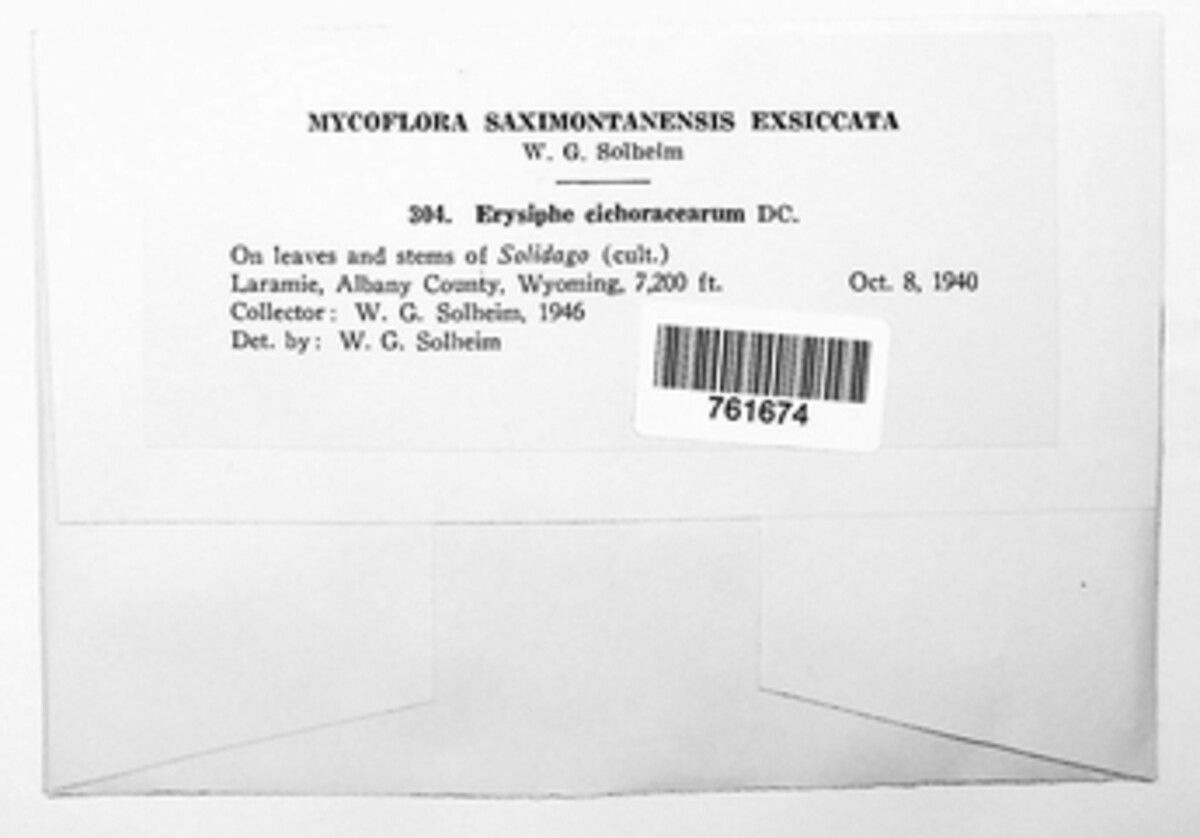 MYCOFLORA SAXIMONTANENSIS EXSICCATA
W. G. Solheim
304. Erysiphe cichoracearum DC.
On leaves and stems of Solidago (cult.)
Laramie, Albany County, Wyoming, 7,200 ft. Oct. 8, 1940
Collector: W. G. Solheim, 1946
Det. by: W. G. Solheim
761674